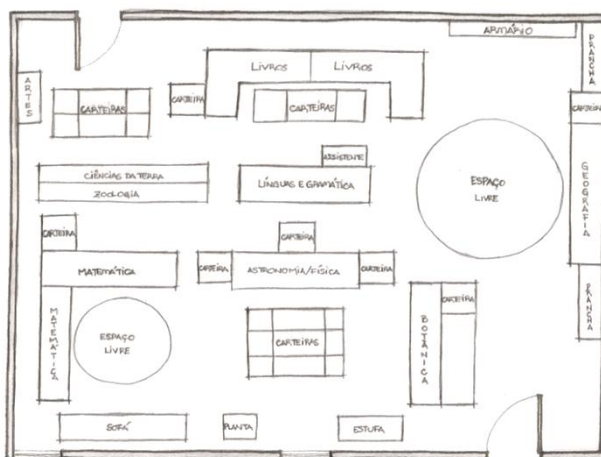 ARMÁRIO
PRANCHA
LIVROS
LIVROS
ARTES
CARTEIRAS
CARTEIRA
CARTEIRAS
CARTEIRA
ASSISTENTE
CIÊNCIAS DA TERRA
ZOOLOGIA
LÍNGUAS E GRAMÁTICA
ESPAÇO
LIVRE
GEOGRAFIA
CARTEIRA
CARTEIRA
MATEMÁTICA
CARTEIRA
ASTRONOMIA/FÍSICA
CARTEIRA
PRANCHA
MATEMÁTICA
ESPAÇO
LIVRE
CARTEIRAS
BOTÂNICA
CARTEIRA
SOFÁ
PLANTA
ESTUFA